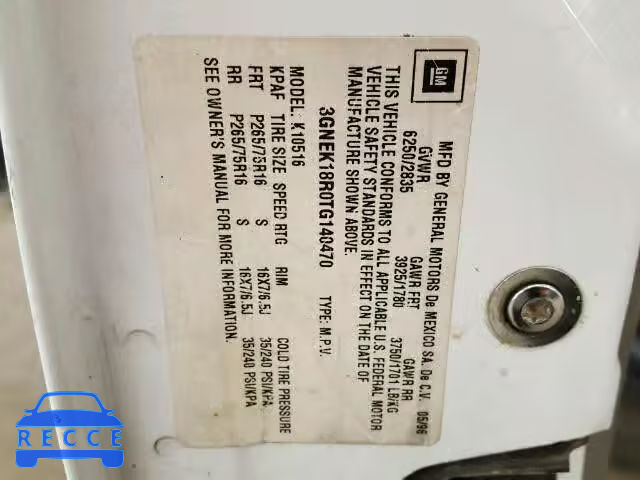 GM
MFD BY GENERAL MOTORS De MEXICO SA. De C.V. 05/96
GVWR GAWR FRT GAWR RR
6250/2835 3925/1780 3750/1701 LB/KG
THIS VEHICLE CONFORMS TO ALL APPLICABLE U.S. FEDERAL MOTOR
VEHICLE SAFETY STANDARDS IN EFFECT ON THE DATE OF
MANUFACTURE SHOWN ABOVE.
3GNEK18R0TG140470 TYPE: M.P.V.
MODEL: K10516
KPAF TIRE SIZE SPEED RTG RIM COLD TIRE PRESSURE
FRT P265/75R16 S 16X7/6.5J 35/240 PSI/KPA
RR P265/75R16 S 16X7/6.5J 35/240 PSI/KPA
SEE OWNER'S MANUAL FOR MORE INFORMATION.
RECCE